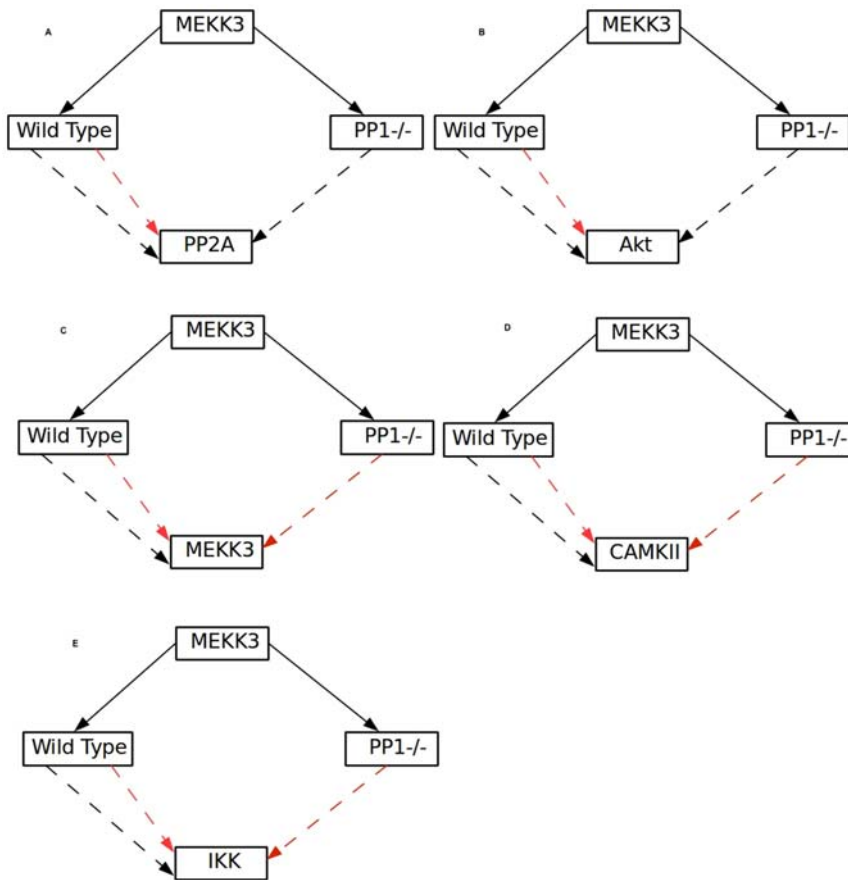 A
MEKK3
B
MEKK3
Wild Type
PP1-/-
Wild Type
PP1-/-
PP2A
Akt
C
MEKK3
D
MEKK3
Wild Type
PP1-/-
Wild Type
PP1-/-
MEKK3
CAMKII
E
MEKK3
Wild Type
PP1-/-
IKK